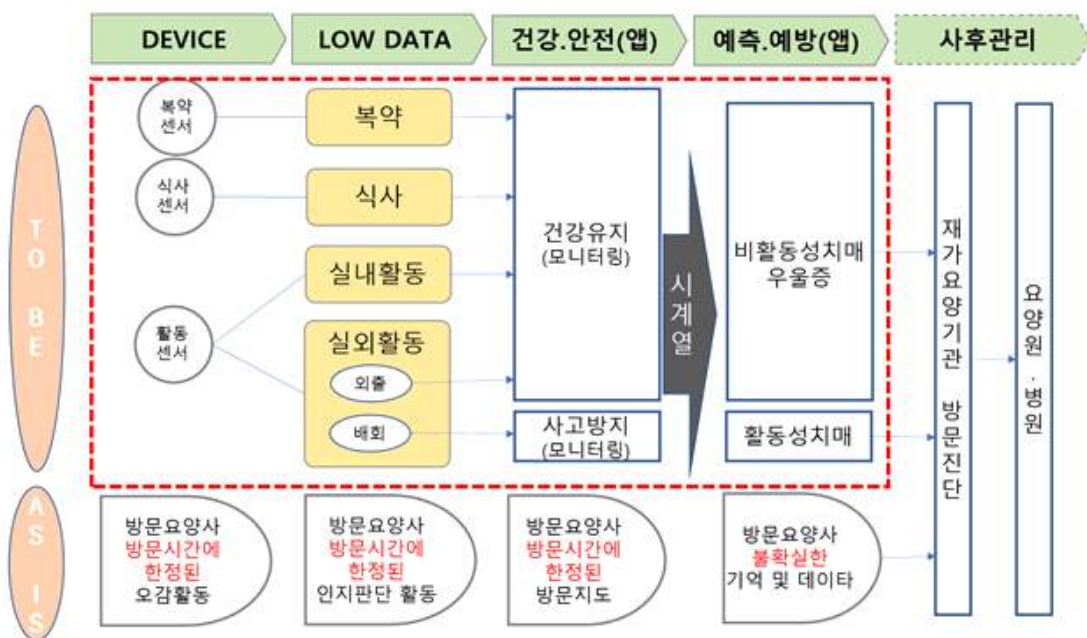 DEVICE
LOW DATA
건강.안전(앱)
예측.예방(앱)
사후관리
TO BE
복약
센서
식사
센서
활동
센서
복약
식사
실내활동
실외활동
외출
배회
건강유지
(모니터링)
사고방지
(모니터링)
시계열
비활동성치매
우울증
활동성치매
재가요양기관 방문진단
요양원·병원
AS IS
방문요양사
방문시간에
한정된
오감활동
방문요양사
방문시간에
한정된
인지판단 활동
방문요양사
방문시간에
한정된
방문지도
방문요양사
불확실한
기억 및 데이타